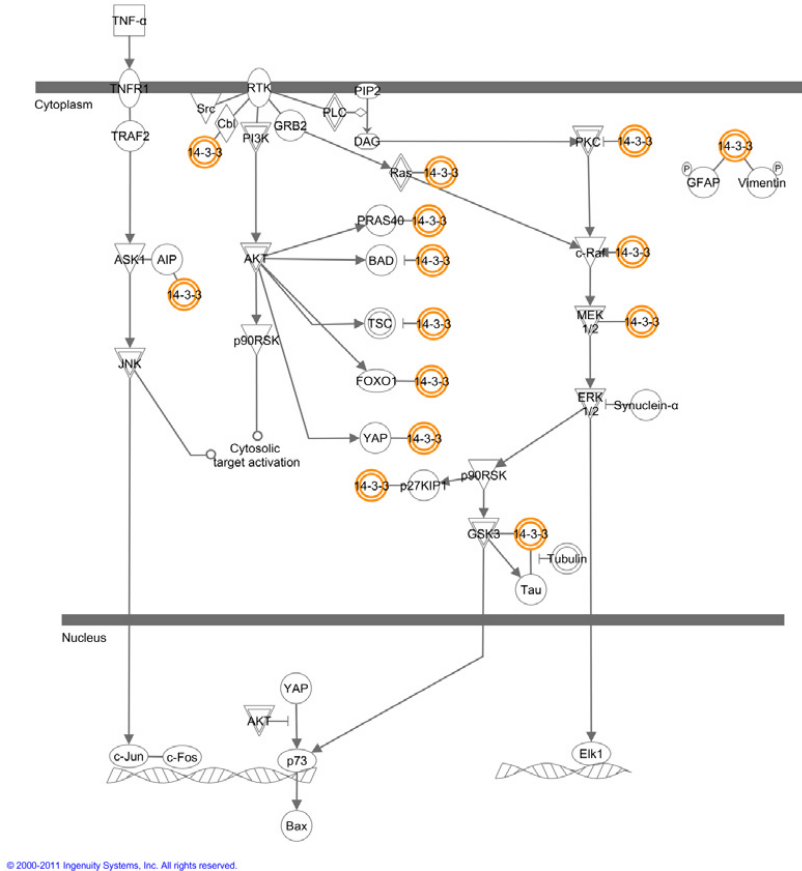 TNF-α
TNFR1
RTK
PIP2
Cytoplasm
Src
Cbl
PLC
GRB2
TRAF2
PI3K
DAG
PKC
14-3-3
14-3-3
14-3-3
Ras
14-3-3
P
GFAP
P
Vimentin
PRAS40
14-3-3
ASK1
AIP
AKT
BAD
14-3-3
c-Raf
14-3-3
14-3-3
TSC
14-3-3
MEK
1/2
14-3-3
p90RSK
JNK
FOXO1
14-3-3
ERK
1/2
Synuclein-α
YAP
14-3-3
Cytosolic
target activation
14-3-3
p27KIP1
p90RSK
GSK3
14-3-3
Tubulin
Tau
Nucleus
YAP
AKT
c-Jun
c-Fos
p73
Elk1
Bax
© 2000-2011 Ingenuity Systems, Inc. All rights reserved.